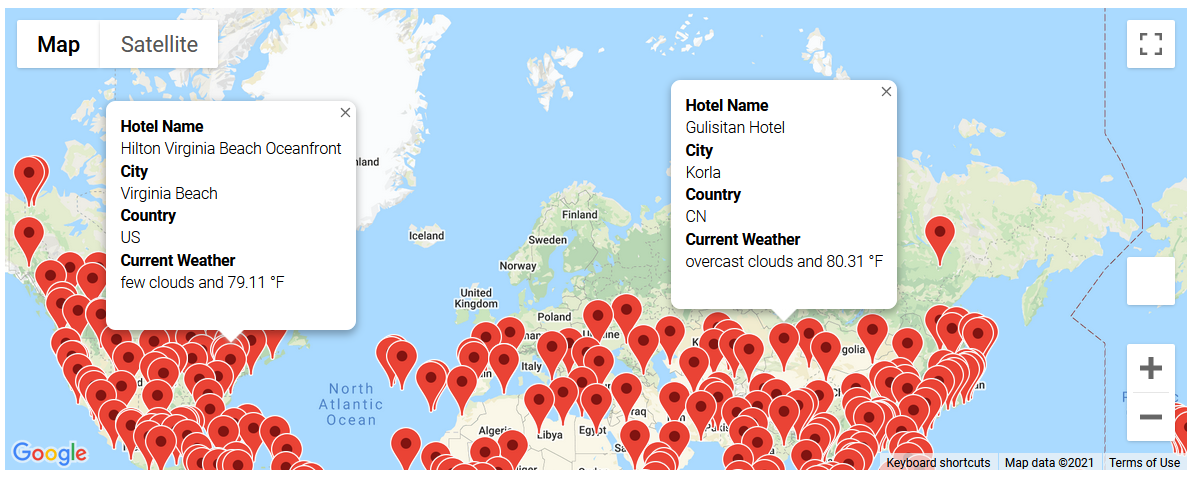 Map
Satellite
Hotel Name
Hilton Virginia Beach Oceanfront
City
Virginia Beach
Country
US
Current Weather
few clouds and 79.11 °F
Hotel Name
Gulisitan Hotel
City
Korla
Country
CN
Current Weather
overcast clouds and 80.31 °F
Iceland
Finland
Sweden
Norway
United
Kingdom
Poland
Italy
North
Atlantic
Ocean
Libya
Egypt
Google
Keyboard shortcuts
Map data ©2021
Terms of Use